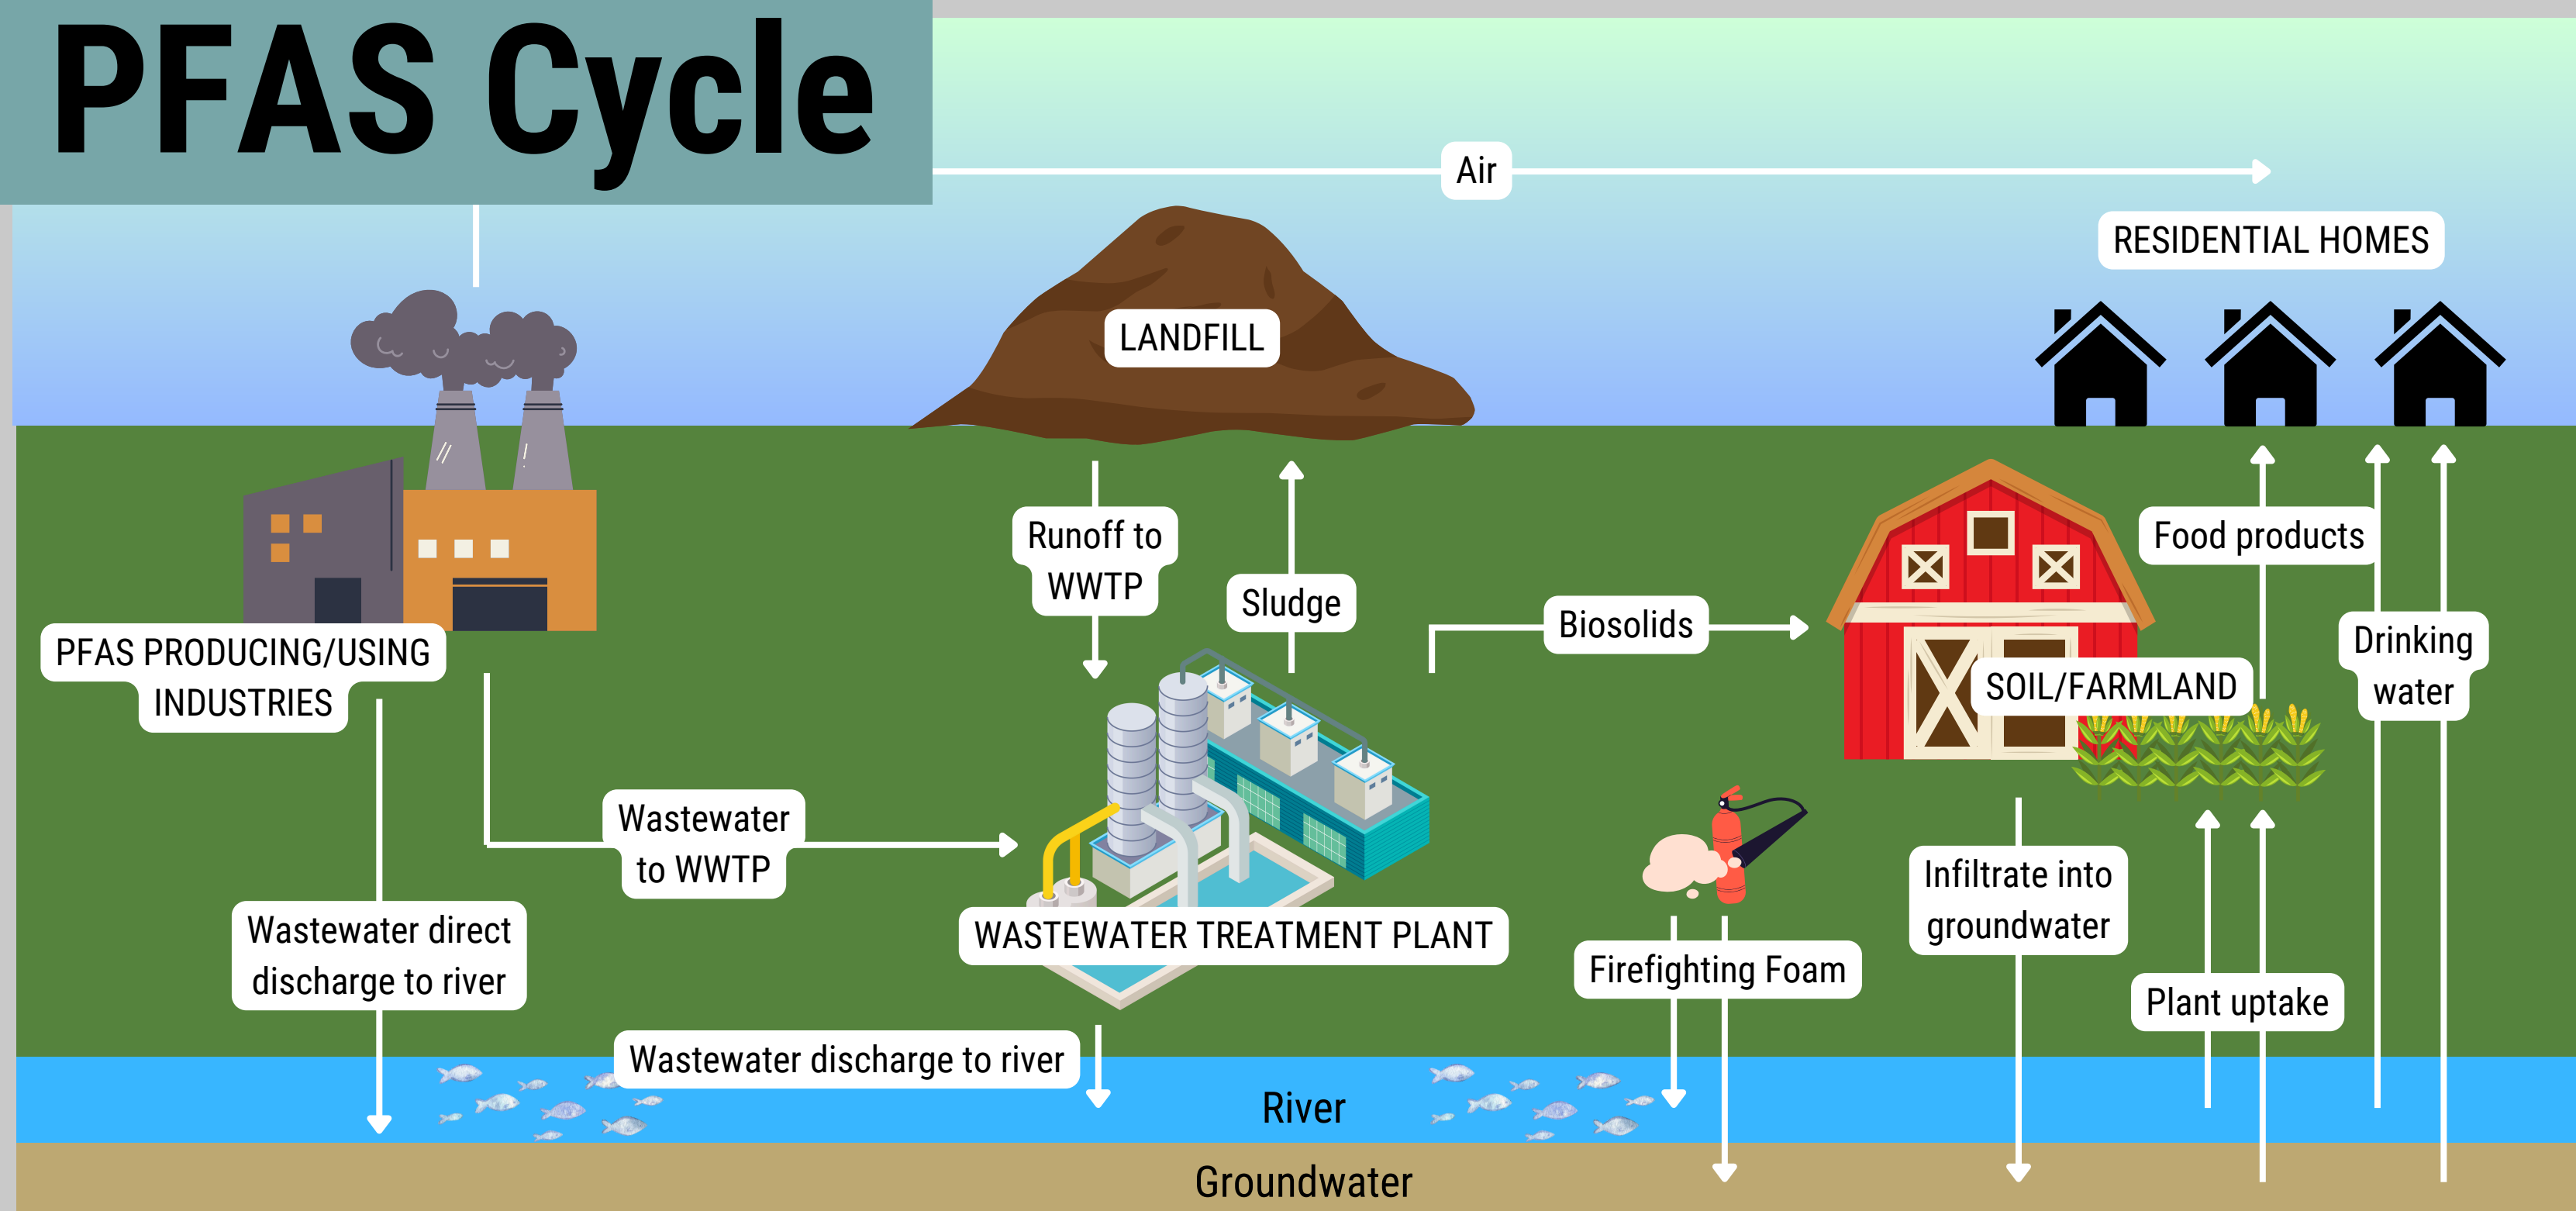 PFAS Cycle
Air
RESIDENTIAL HOMES
LANDFILL
Runoff to
WWTP
Sludge
Biosolids
Food products
Drinking
water
PFAS PRODUCING/USING
INDUSTRIES
SOIL/FARMLAND
Wastewater
to WWTP
Wastewater direct
discharge to river
WASTEWATER TREATMENT PLANT
Firefighting Foam
Infiltrate into
groundwater
Plant uptake
Wastewater discharge to river
River
Groundwater